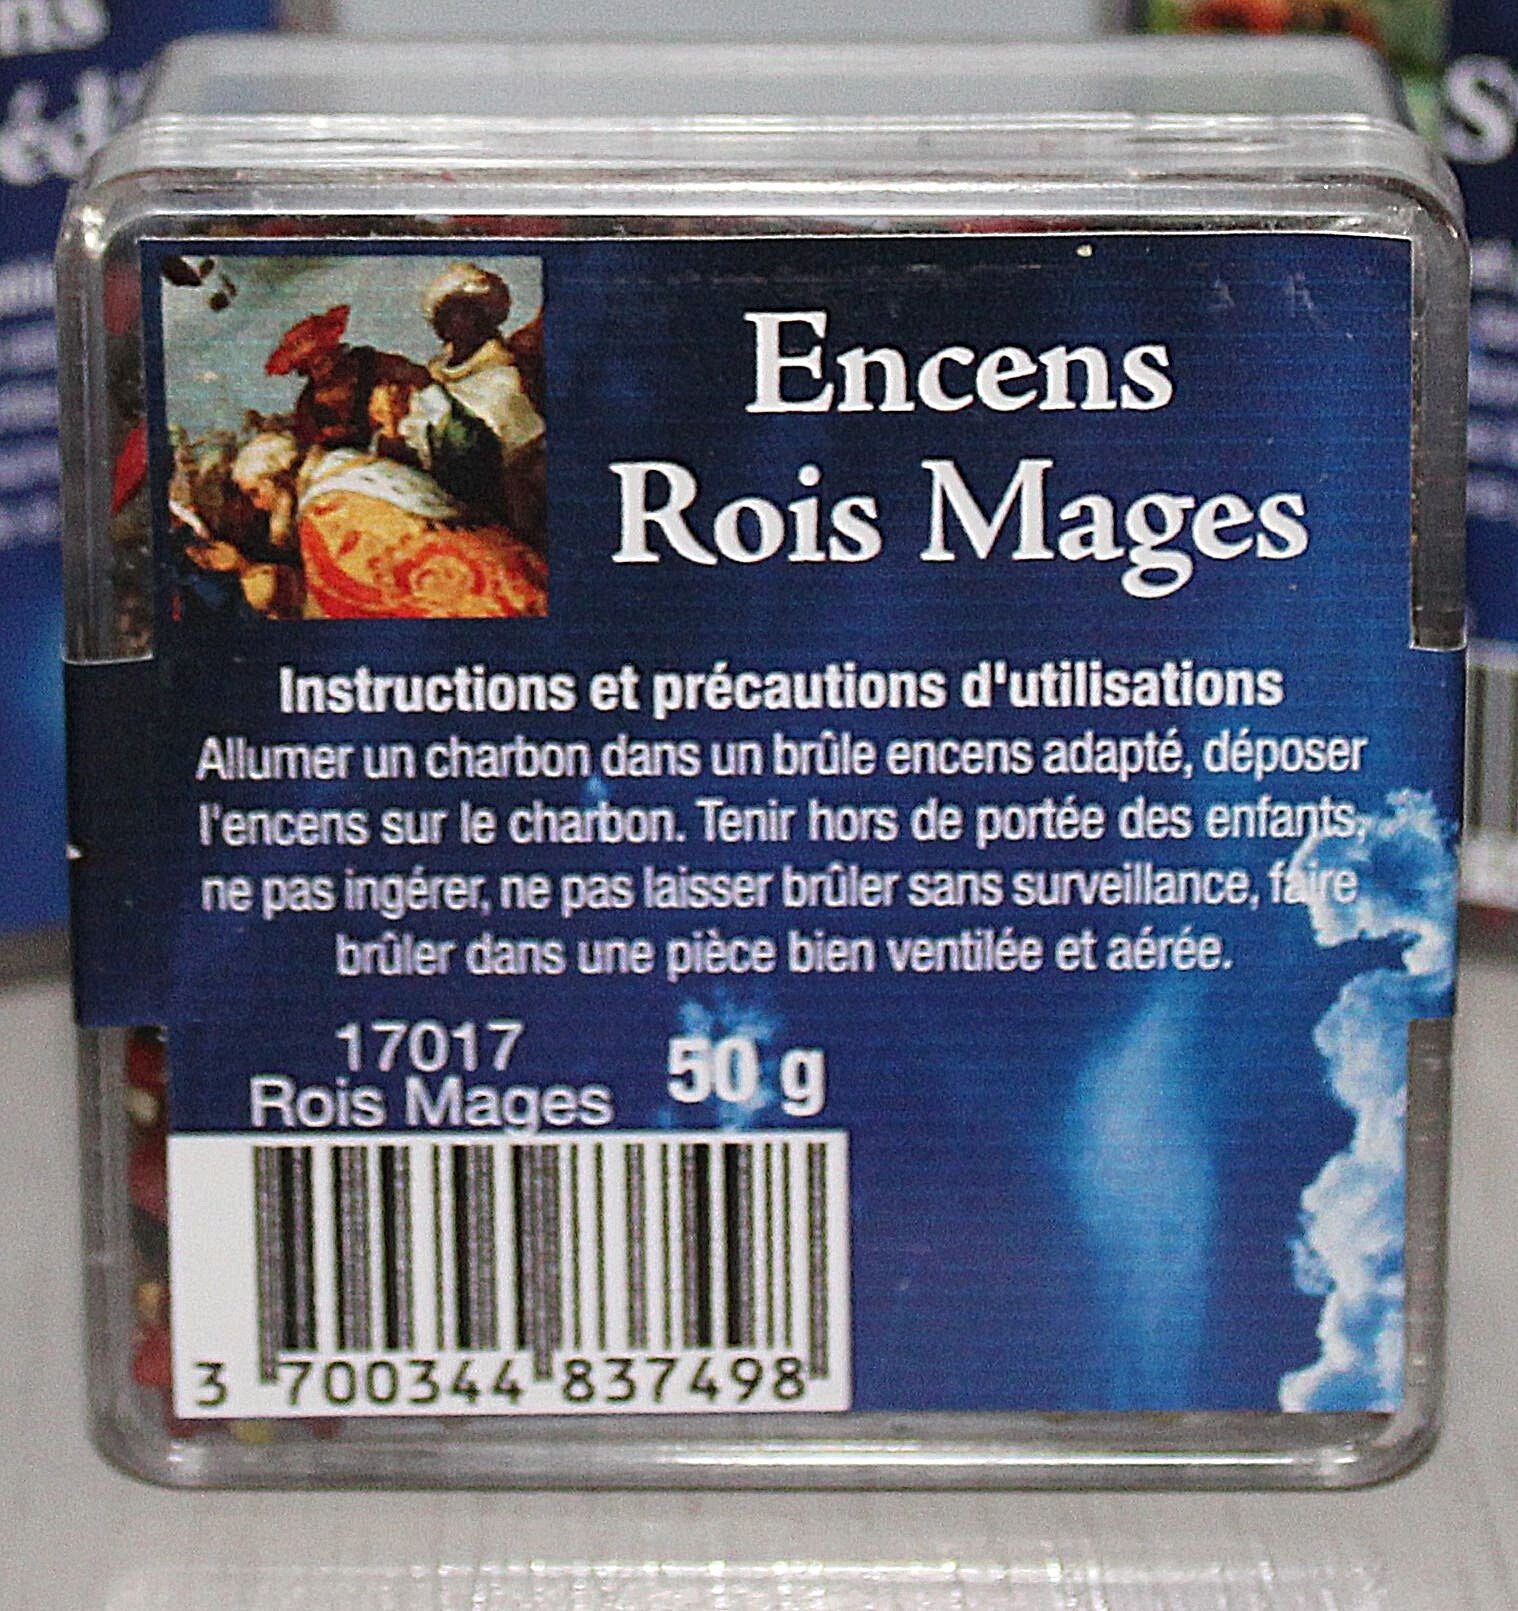 ns
éd
S
Encens
Rois Mages
Instructions et précautions d'utilisations
Allumer un charbon dans un brûle encens adapté, déposer
l'encens sur le charbon. Tenir hors de portée des enfants,
ne pas ingérer, ne pas laisser brûler sans surveillance, faire
brûler dans une pièce bien ventilée et aérée.
17017
Rois Mages
50 g
3 700344 837498